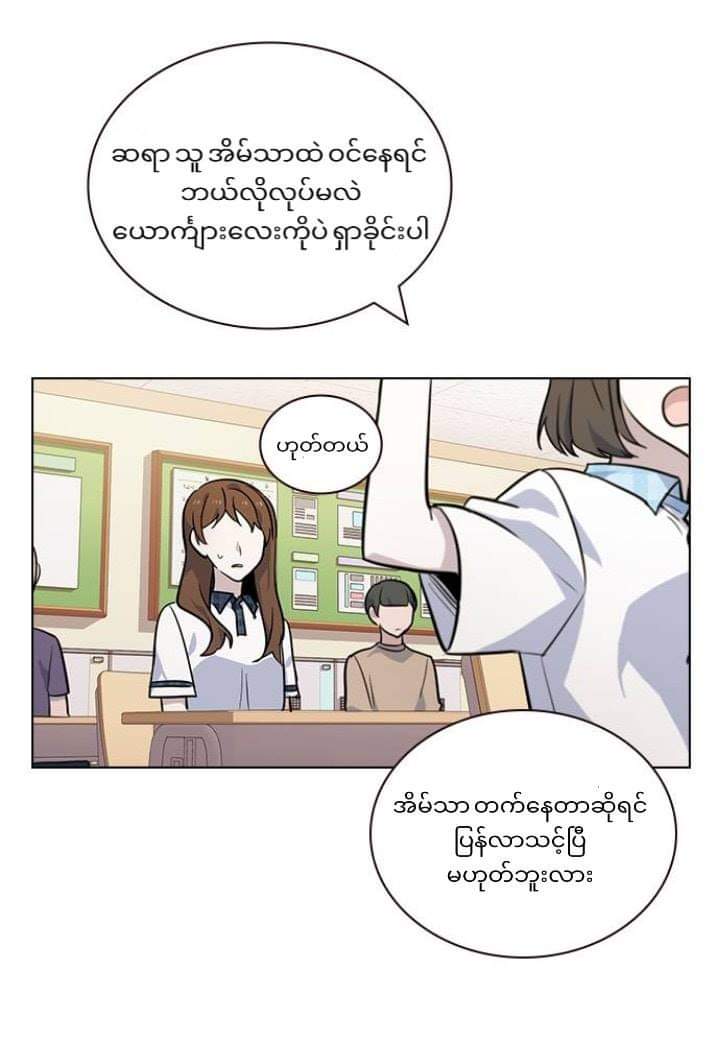 ဆရာ သူ အိမ်သာထဲ ဝင်နေရင်
ဘယ်လိုလုပ်မလဲ
ယောင်္ကျားလေးကိုပဲ ရှာခိုင်းပါ
ဟုတ်တယ်
အိမ်သာ တက်နေတာဆိုရင်
ပြန်လာသင့်ပြီ
မဟုတ်ဘူးလား